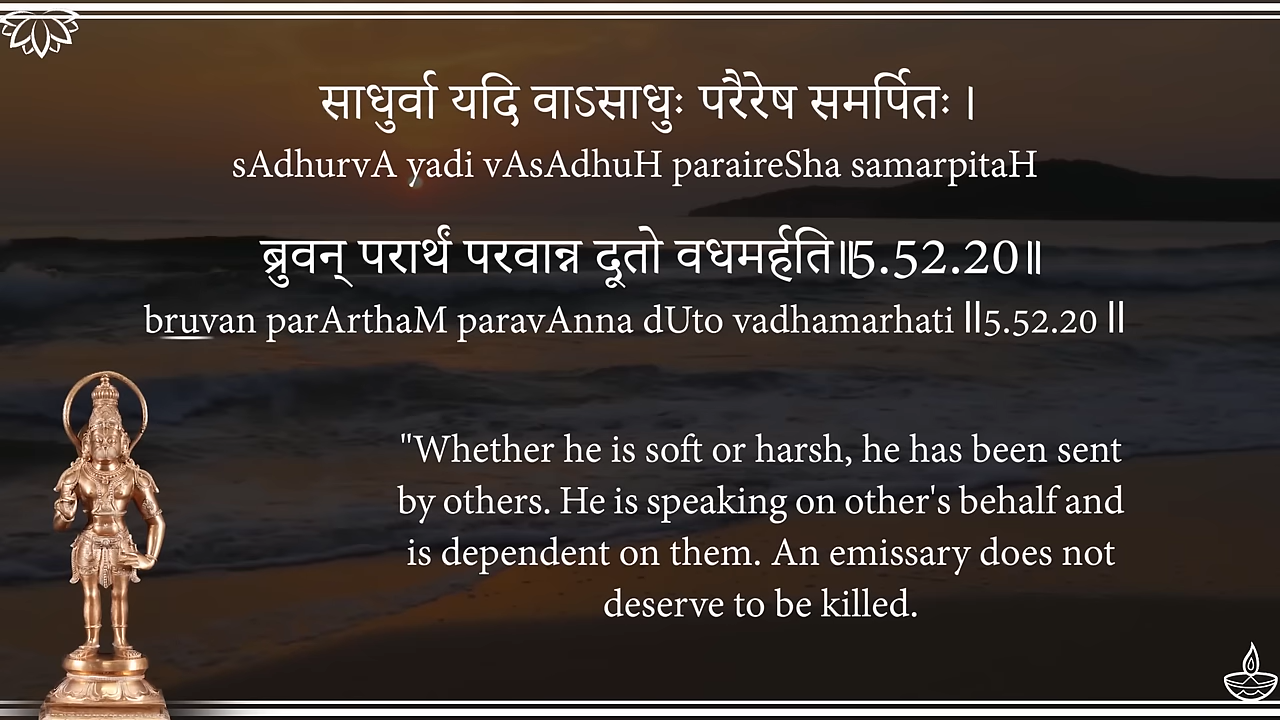 साधुर्वा यदि वाऽसाधुः परैरेष समर्पितः ।
sAdhurvA yadi vAsAdhuH paraireSha samarpitaH
ब्रुवन् परार्थं परवान्न दूतो वधमर्हति॥5.52.20॥
bruvan parArthaM paravAnna dUto vadhamarhati ॥5.52.20 ॥
"Whether he is soft or harsh, he has been sent
by others. He is speaking on other's behalf and
is dependent on them. An emissary does not
deserve to be killed.